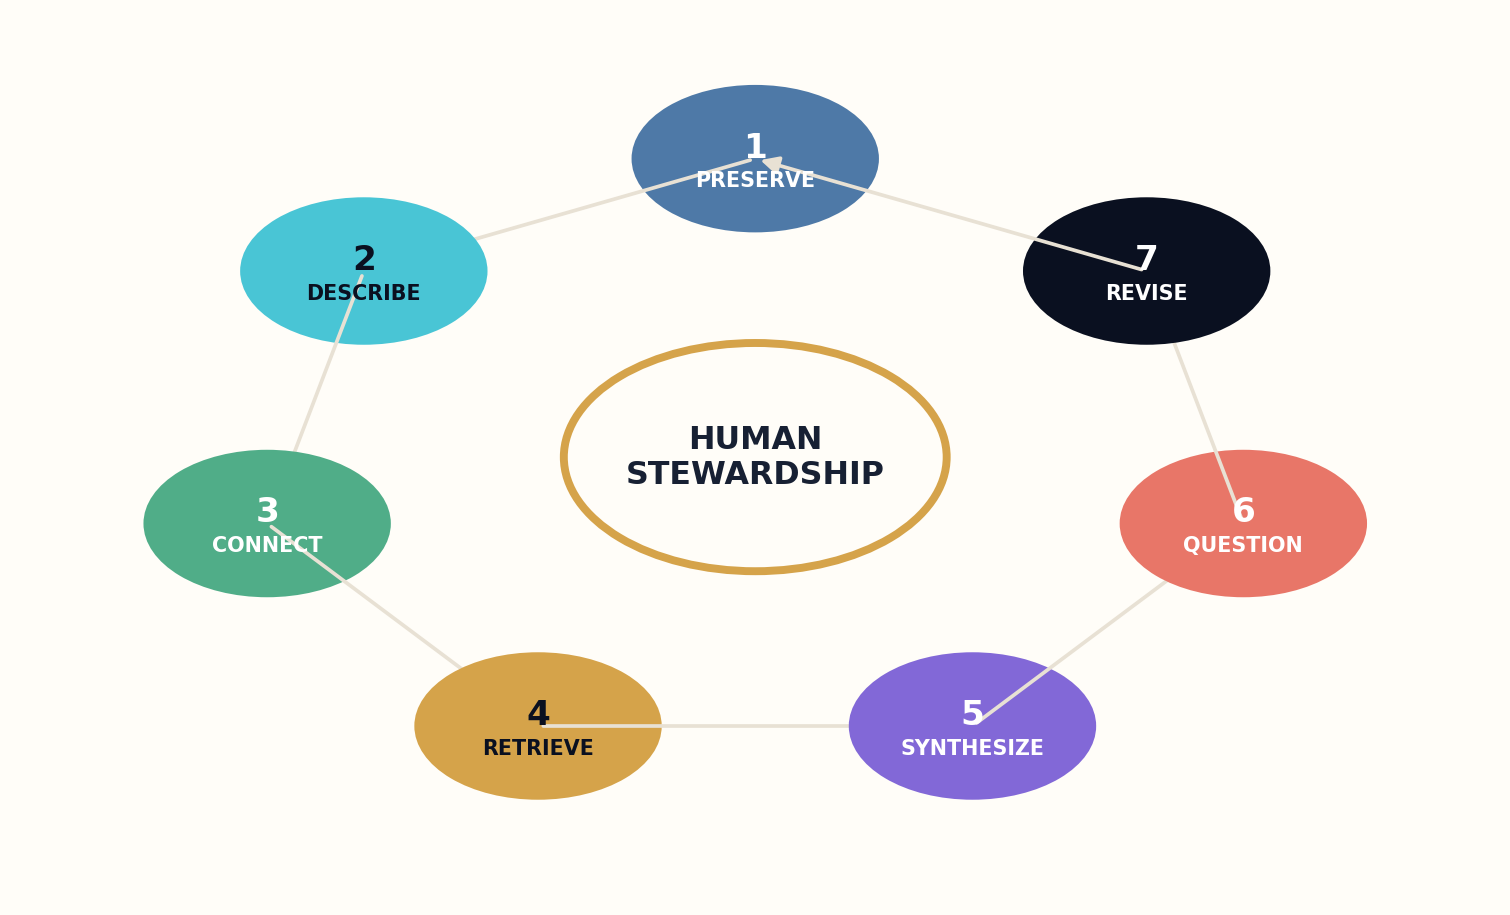 1
PRESERVE
2
DESCRIBE
3
CONNECT
4
RETRIEVE
5
SYNTHESIZE
6
QUESTION
7
REVISE
HUMAN
STEWARDSHIP